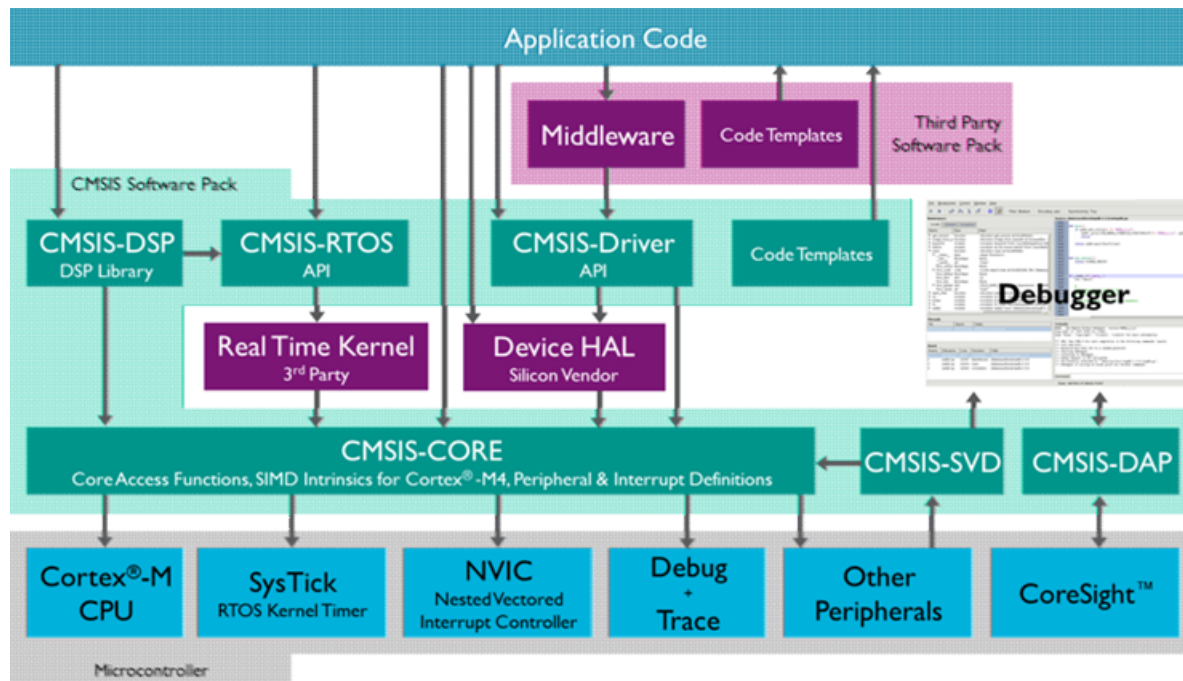 Application Code
Middleware
Code Templates
Third Party
Software Pack
CMSIS Software Pack
CMSIS-DSP
DSP Library
CMSIS-RTOS
API
CMSIS-Driver
API
Code Templates
Debugger
Real Time Kernel
3rd Party
Device HAL
Silicon Vendor
CMSIS-CORE
Core Access Functions, SIMD Intrinsics for Cortex®-M4, Peripheral & Interrupt Definitions
CMSIS-SVD
CMSIS-DAP
Cortex®-M
CPU
SysTick
RTOS Kernel Timer
NVIC
Nested Vectored
Interrupt Controller
Debug
+
Trace
Other
Peripherals
CoreSight™
Microcontroller